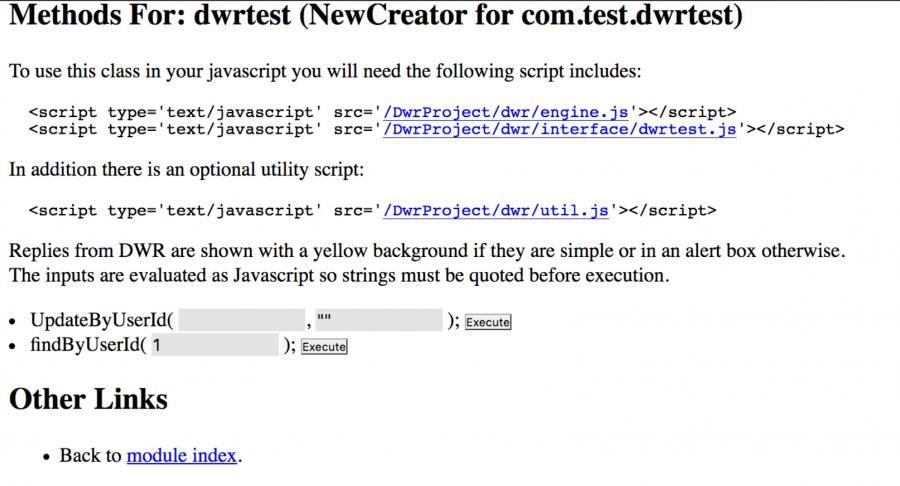 Methods For: dwrtest (NewCreator for com.test.dwrtest)
To use this class in your javascript you will need the following script includes:
<script type='text/javascript' src='/DwrProject/dwr/engine.js'></script>
<script type='text/javascript' src='/DwrProject/dwr/interface/dwrtest.js'></script>
In addition there is an optional utility script:
<script type='text/javascript' src='/DwrProject/dwr/util.js'></script>
Replies from DWR are shown with a yellow background if they are simple or in an alert box otherwise.
The inputs are evaluated as Javascript so strings must be quoted before execution.
• UpdateByUserId( , "" ); Execute
• findByUserId( 1 ); Execute
Other Links
• Back to module index.